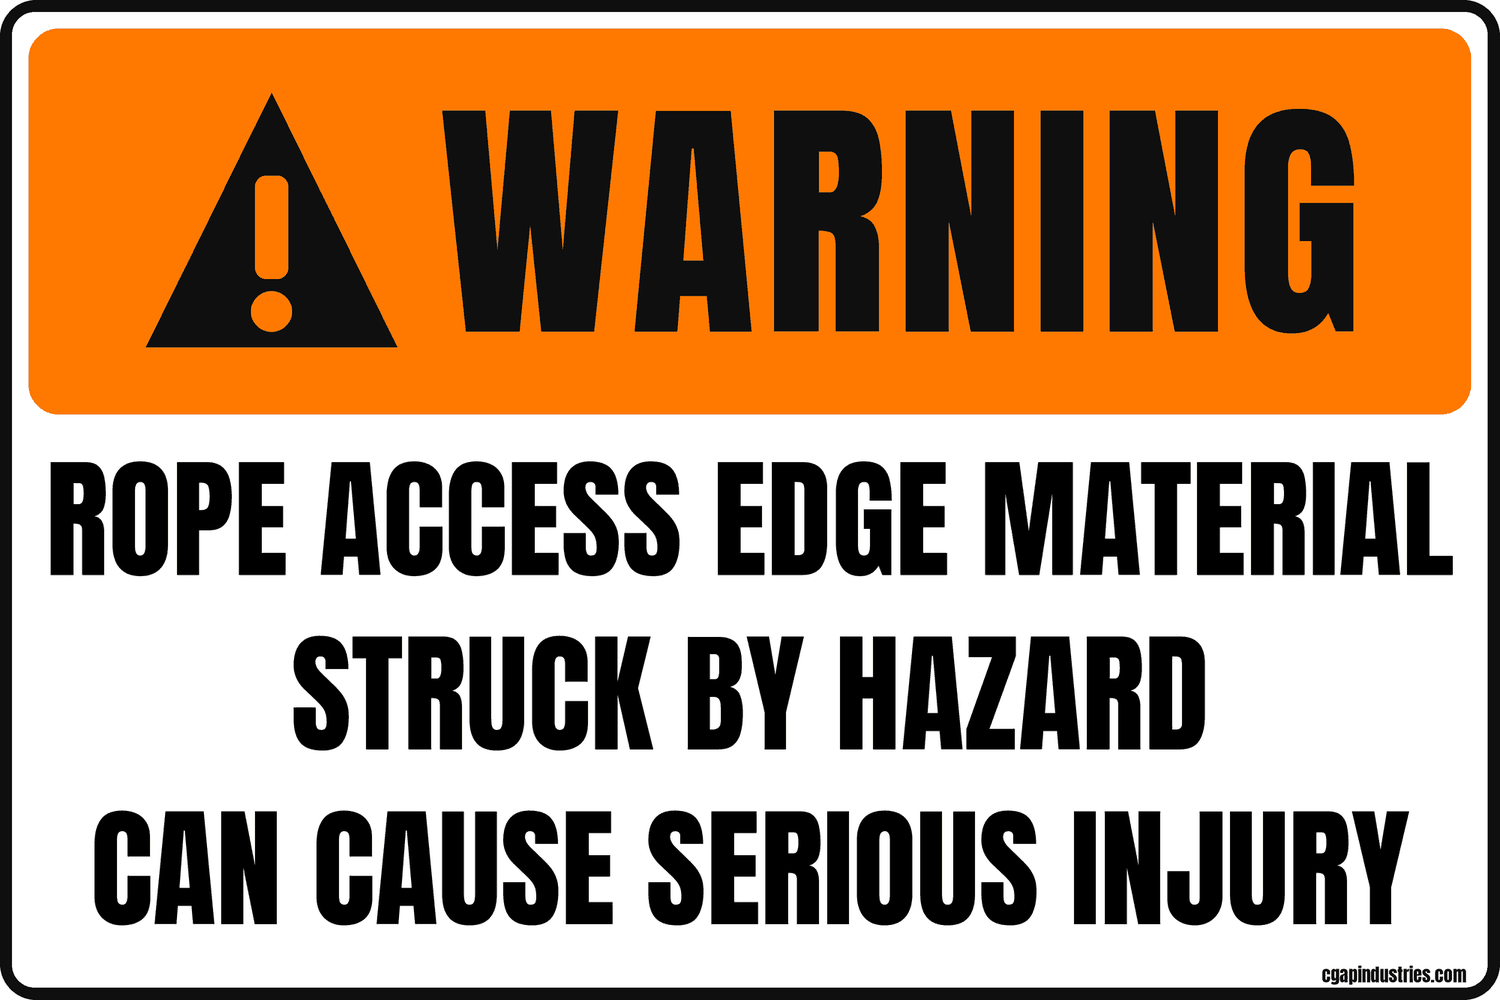 WARNING
ROPE ACCESS EDGE MATERIAL
STRUCK BY HAZARD
CAN CAUSE SERIOUS INJURY
cgapindustries.com